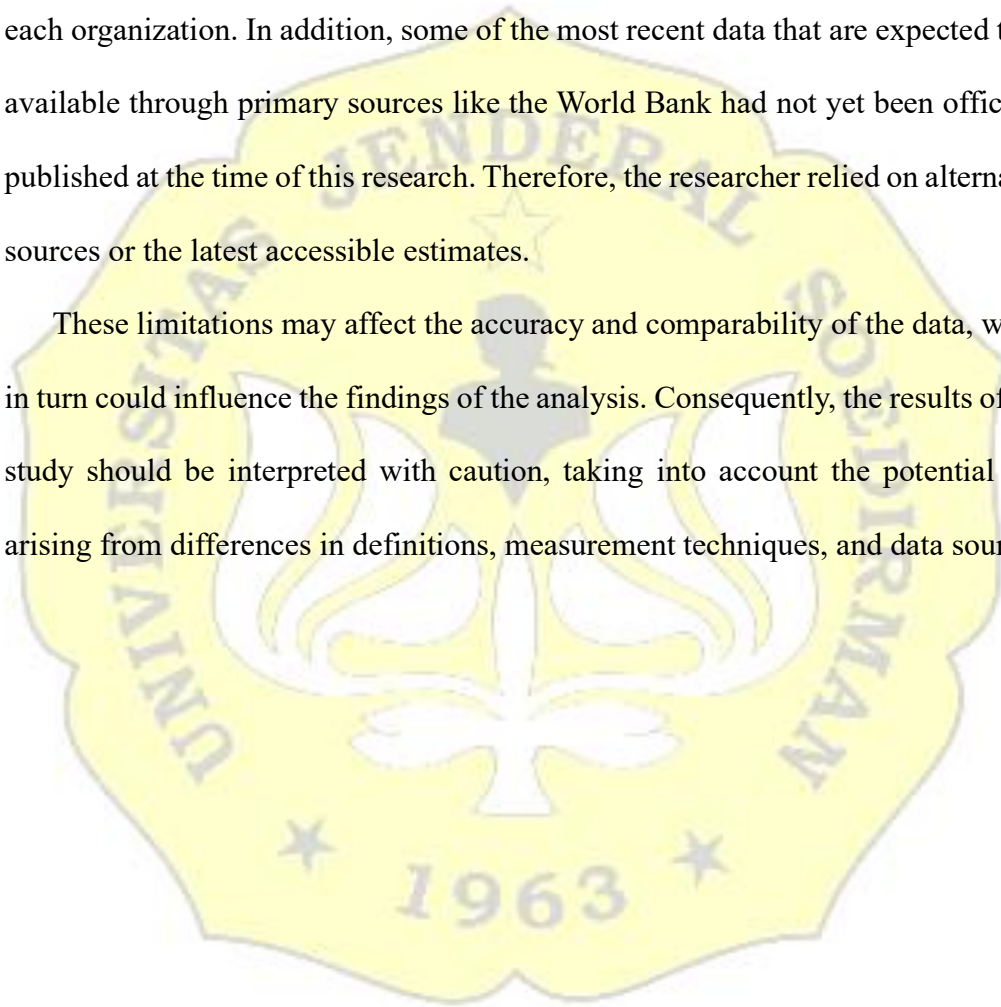 each organization. In addition, some of the most recent data that are expected t
available through primary sources like the World Bank had not yet been offic
published at the time of this research. Therefore, the researcher relied on alterna
sources or the latest accessible estimates.
These limitations may affect the accuracy and comparability of the data, w
in turn could influence the findings of the analysis. Consequently, the results of
study should be interpreted with caution, taking into account the potential
arising from differences in definitions, measurement techniques, and data sour
UNIVERSITAS JENDERAL SOEDIRMAN
1963